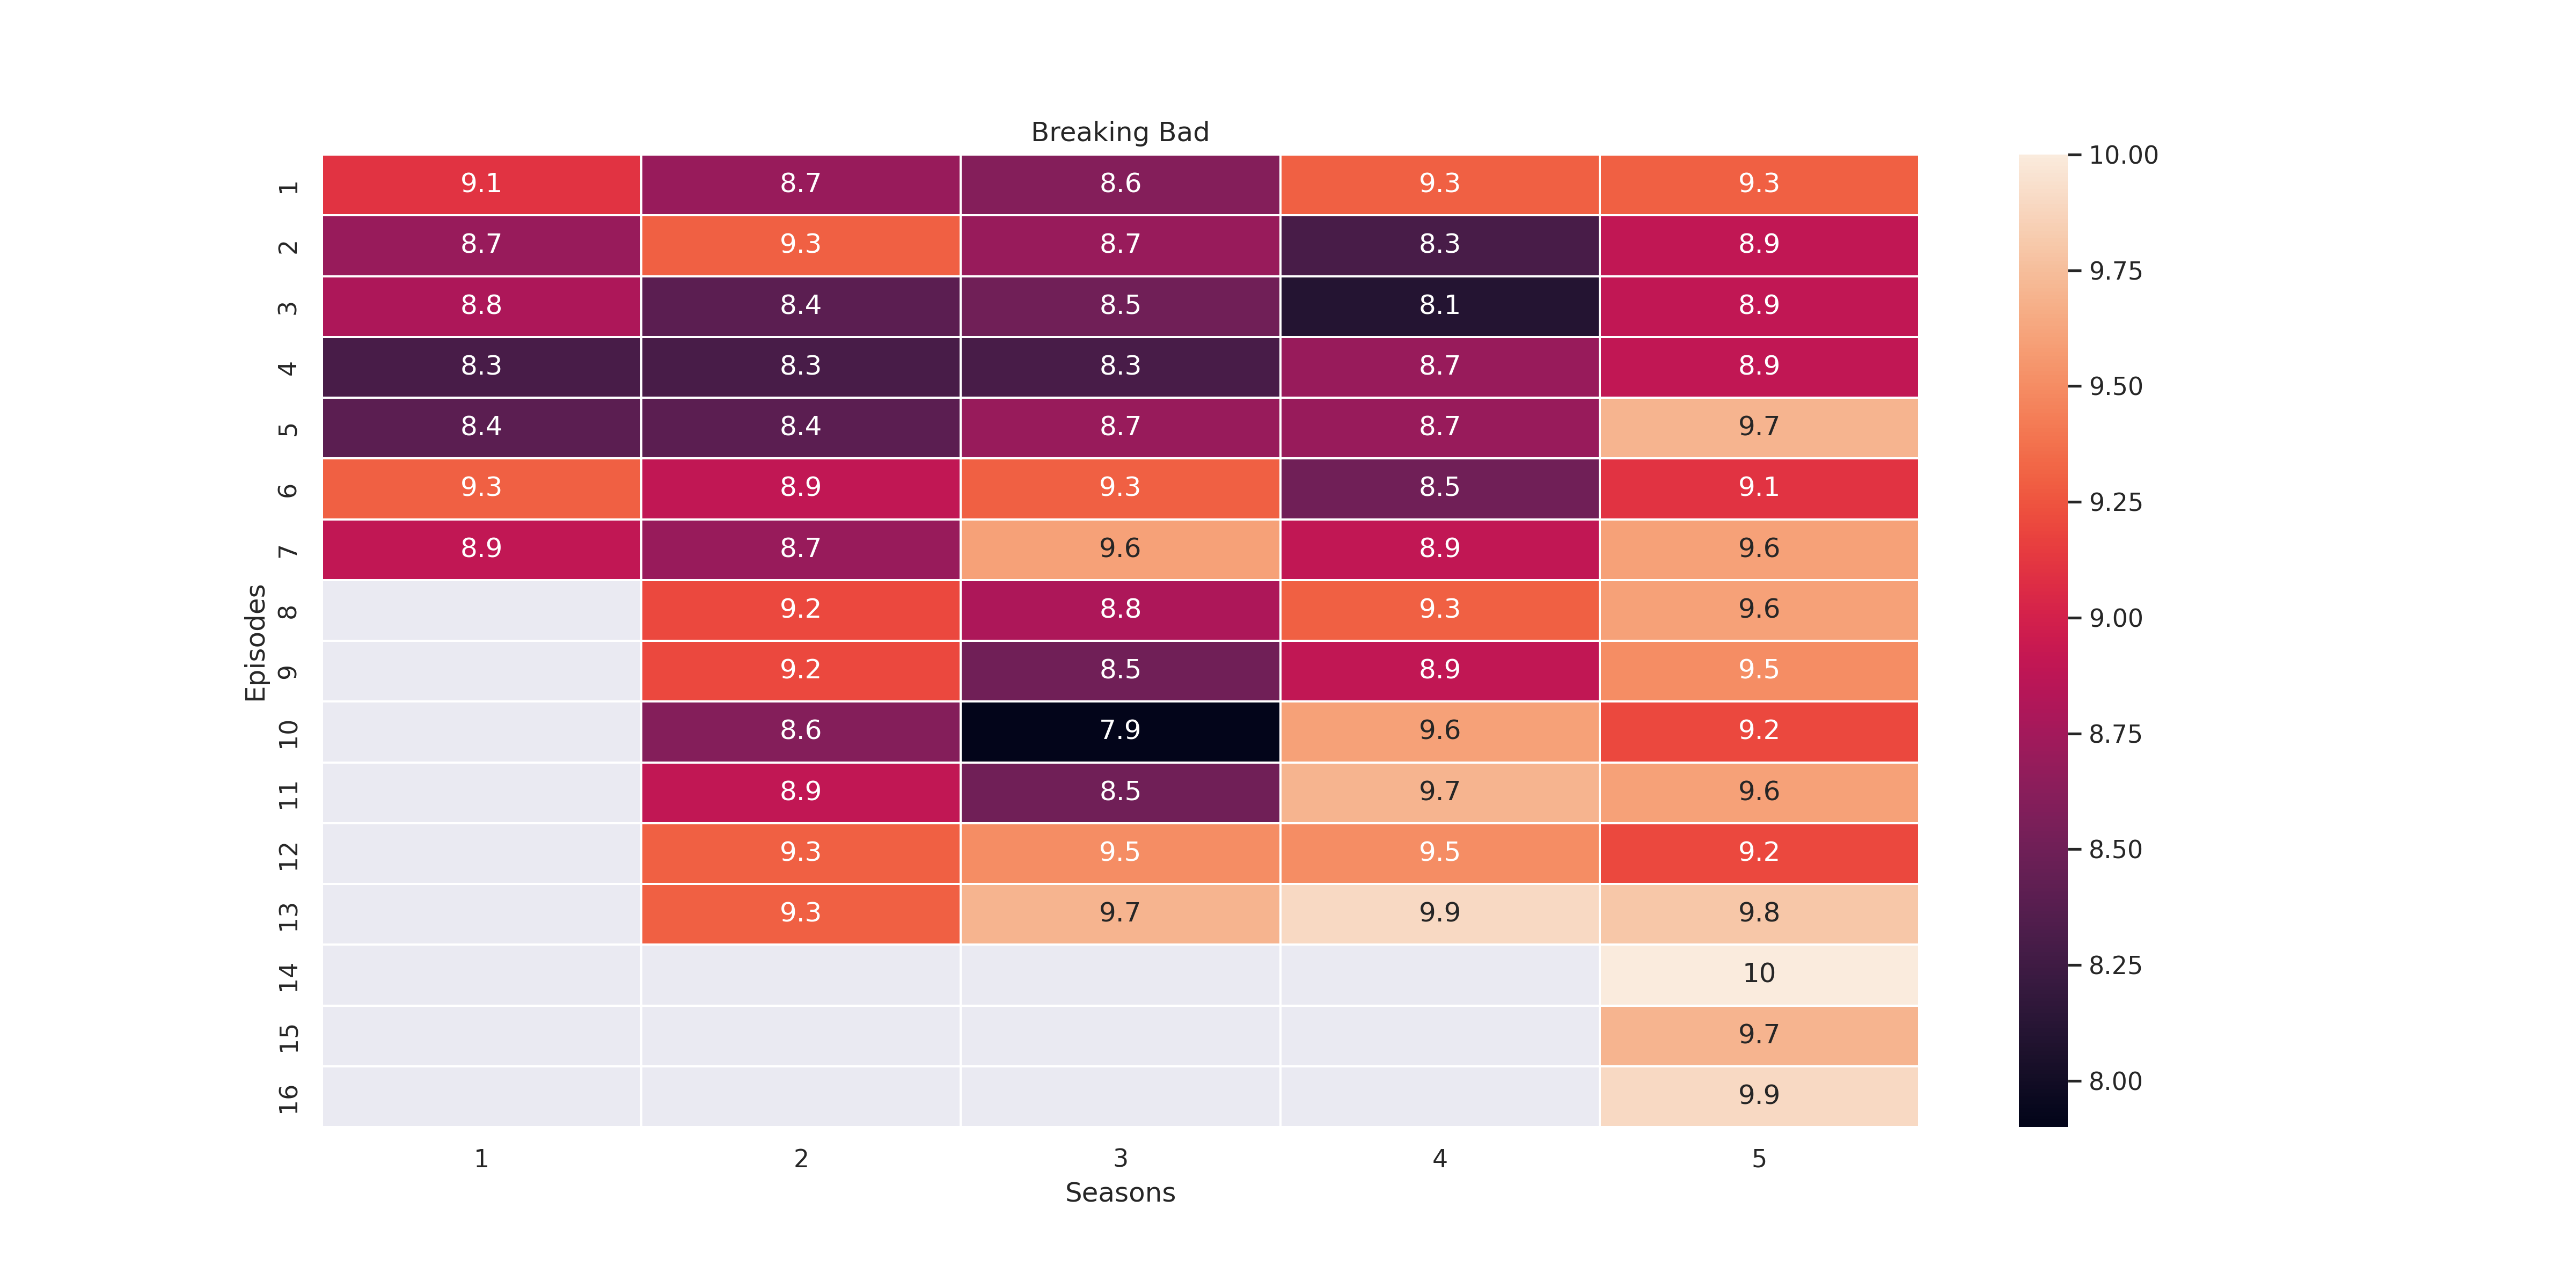 Breaking Bad
1 9.1 8.7 8.6 9.3 9.3
2 8.7 9.3 8.7 8.3 8.9
3 8.8 8.4 8.5 8.1 8.9
4 8.3 8.3 8.3 8.7 8.9
5 8.4 8.4 8.7 8.7 9.7
6 9.3 8.9 9.3 8.5 9.1
7 8.9 8.7 9.6 8.9 9.6
8 9.2 8.8 9.3 9.6
9 9.2 8.5 8.9 9.5
10 8.6 7.9 9.6 9.2
11 8.9 8.5 9.7 9.6
12 9.3 9.5 9.5 9.2
13 9.3 9.7 9.9 9.8
14 10
15 9.7
16 9.9
Episodes
1 2 3 4 5
Seasons
10.00
9.75
9.50
9.25
9.00
8.75
8.50
8.25
8.00